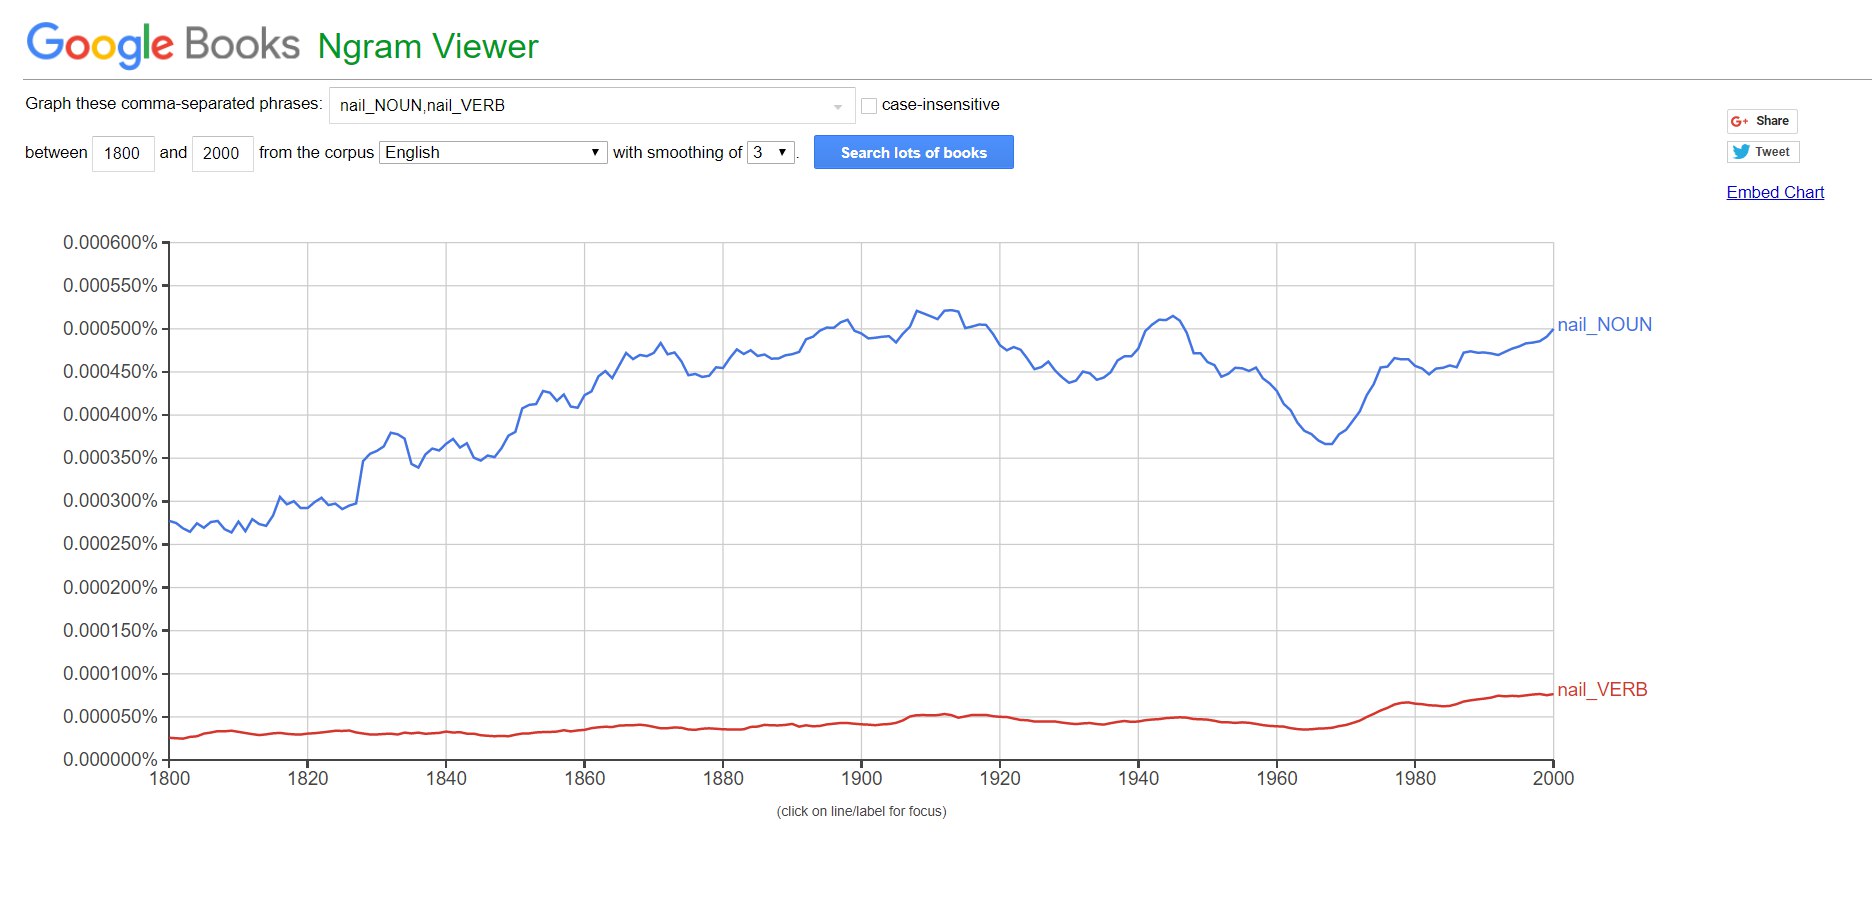 Google Books Ngram Viewer
Graph these comma-separated phrases: nail_NOUN,nail_VERB case-insensitive
between 1800 and 2000 from the corpus English with smoothing of 3 . Search lots of books
G+ Share
Tweet
Embed Chart
0.000600%
0.000550%
0.000500%
nail_NOUN
0.000450%
0.000400%
0.000350%
0.000300%
0.000250%
0.000200%
0.000150%
0.000100%
nail_VERB
0.000050%
0.000000%
1800 1820 1840 1860 1880 1900 1920 1940 1960 1980 2000
(click on line/label for focus)